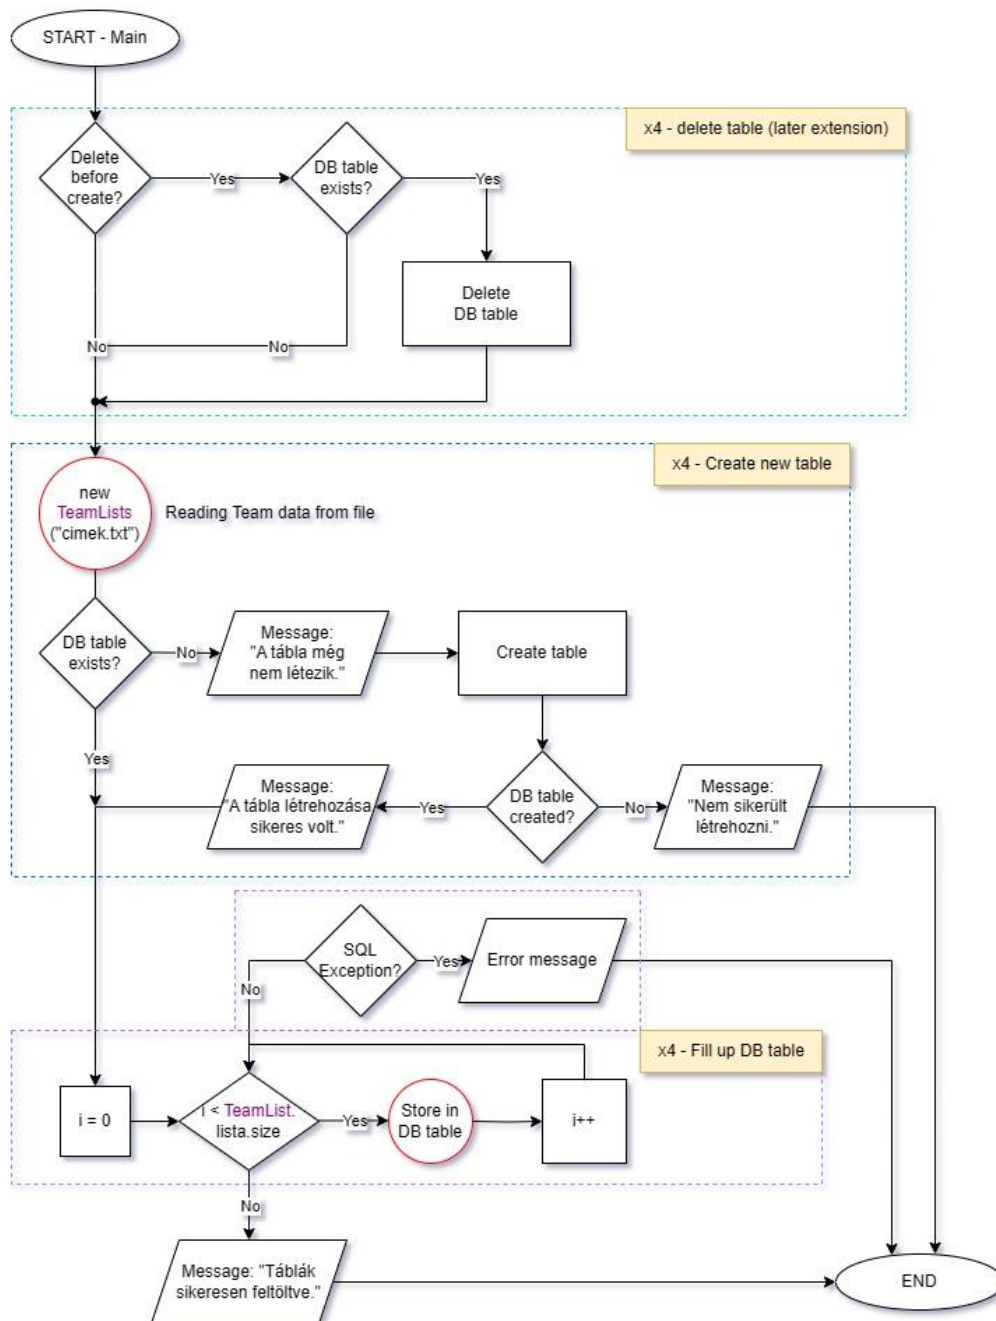 START - Main
x4 - delete table (later extension)
Delete
before
create?
Yes
DB table
exists?
Yes
Delete
DB table
No
No
x4 - Create new table
new
TeamLists
("cimek.txt")
Reading Team data from file
DB table
exists?
No
Message:
"A tábla még
nem létezik."
Create table
Yes
Message:
"A tábla létrehozása
sikeres volt."
Yes
DB table
created?
No
Message:
"Nem sikerült
létrehozni."
SQL
Exception?
Yes
Error message
No
x4 - Fill up DB table
i = 0
i < TeamList.
lista.size
Yes
Store in
DB table
i++
No
Message: "Táblák
sikeresen feltöltve."
END